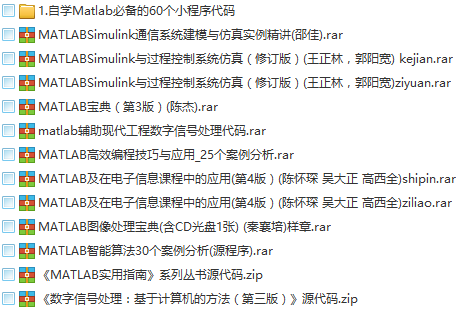 1.自学Matlab必备的60个小程序代码
MATLABSimulink通信系统建模与仿真实例精讲(邵佳).rar
MATLABSimulink与过程控制系统仿真（修订版）(王正林，郭阳宽) kejian.rar
MATLABSimulink与过程控制系统仿真（修订版）(王正林，郭阳宽)ziyuan.rar
MATLAB宝典（第3版）(陈杰).rar
matlab辅助现代工程数字信号处理代码.rar
MATLAB高效编程技巧与应用_25个案例分析.rar
MATLAB及在电子信息课程中的应用(第4版）(陈怀琛 吴大正 高西全)shipin.rar
MATLAB及在电子信息课程中的应用(第4版）(陈怀琛 吴大正 高西全)ziliao.rar
MATLAB图像处理宝典(含CD光盘1张) (秦襄培)样章.rar
MATLAB智能算法30个案例分析(源程序).rar
《MATLAB实用指南》系列丛书源代码.zip
《数字信号处理：基于计算机的方法（第三版）》源代码.zip